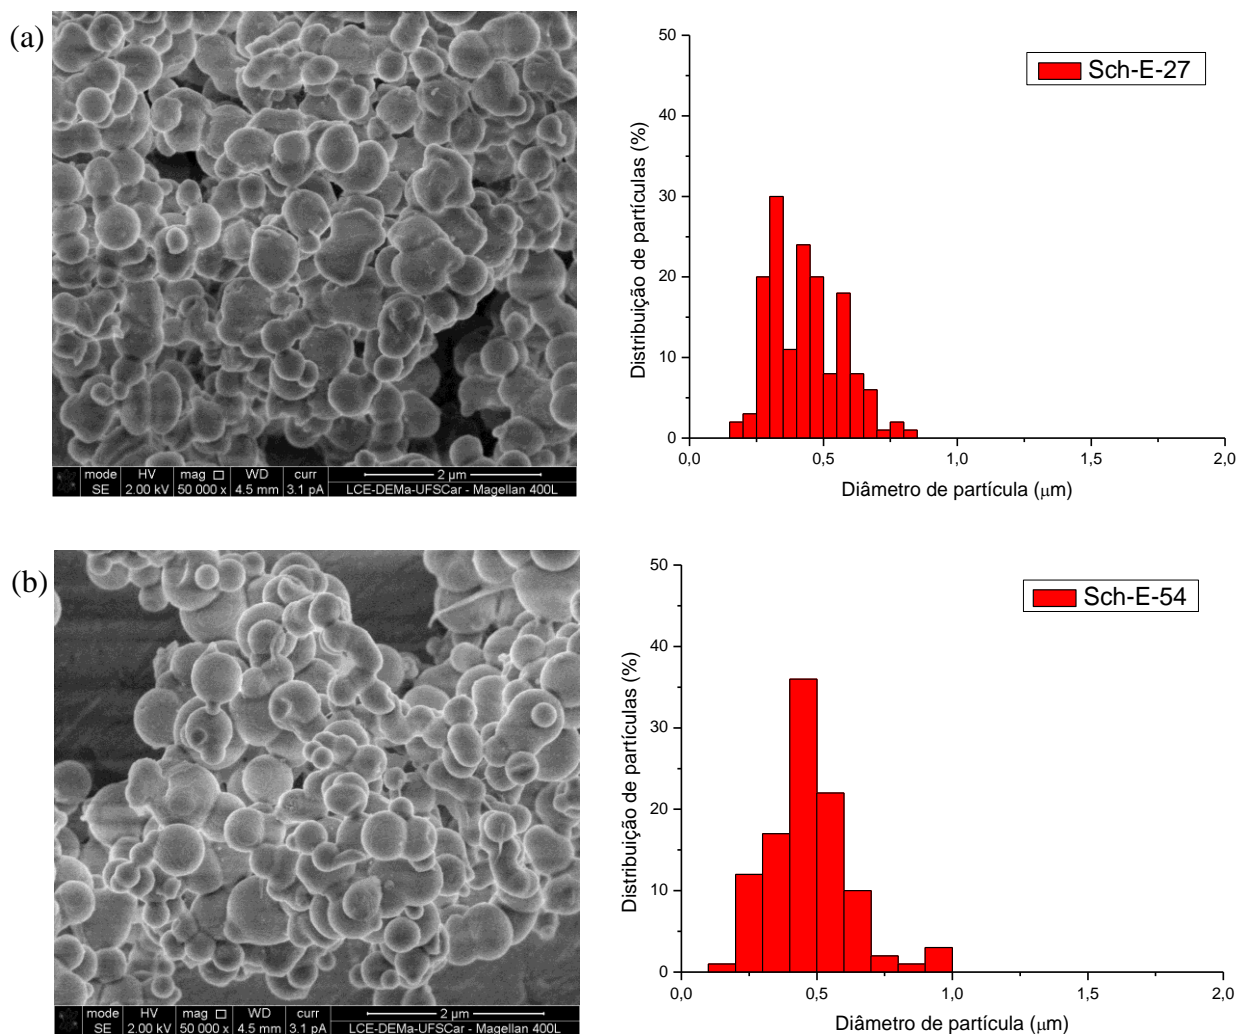 (a)
50
40
30
20
10
0
Distribuição de partículas (%)
Sch-E-27
0,0 0,5 1,0 1,5 2,0
Diâmetro de partícula (μm)
mode HV mag WD curr 2 μm
SE 2.00 kV 50 000 x 4.5 mm 3.1 pA LCE-DEMa-UFSCar - Magellan 400L
(b)
50
40
30
20
10
0
Distribuição de partículas (%)
Sch-E-54
0,0 0,5 1,0 1,5 2,0
Diâmetro de partícula (μm)
mode HV mag WD curr 2 μm
SE 2.00 kV 50 000 x 4.5 mm 3.1 pA LCE-DEMa-UFSCar - Magellan 400L